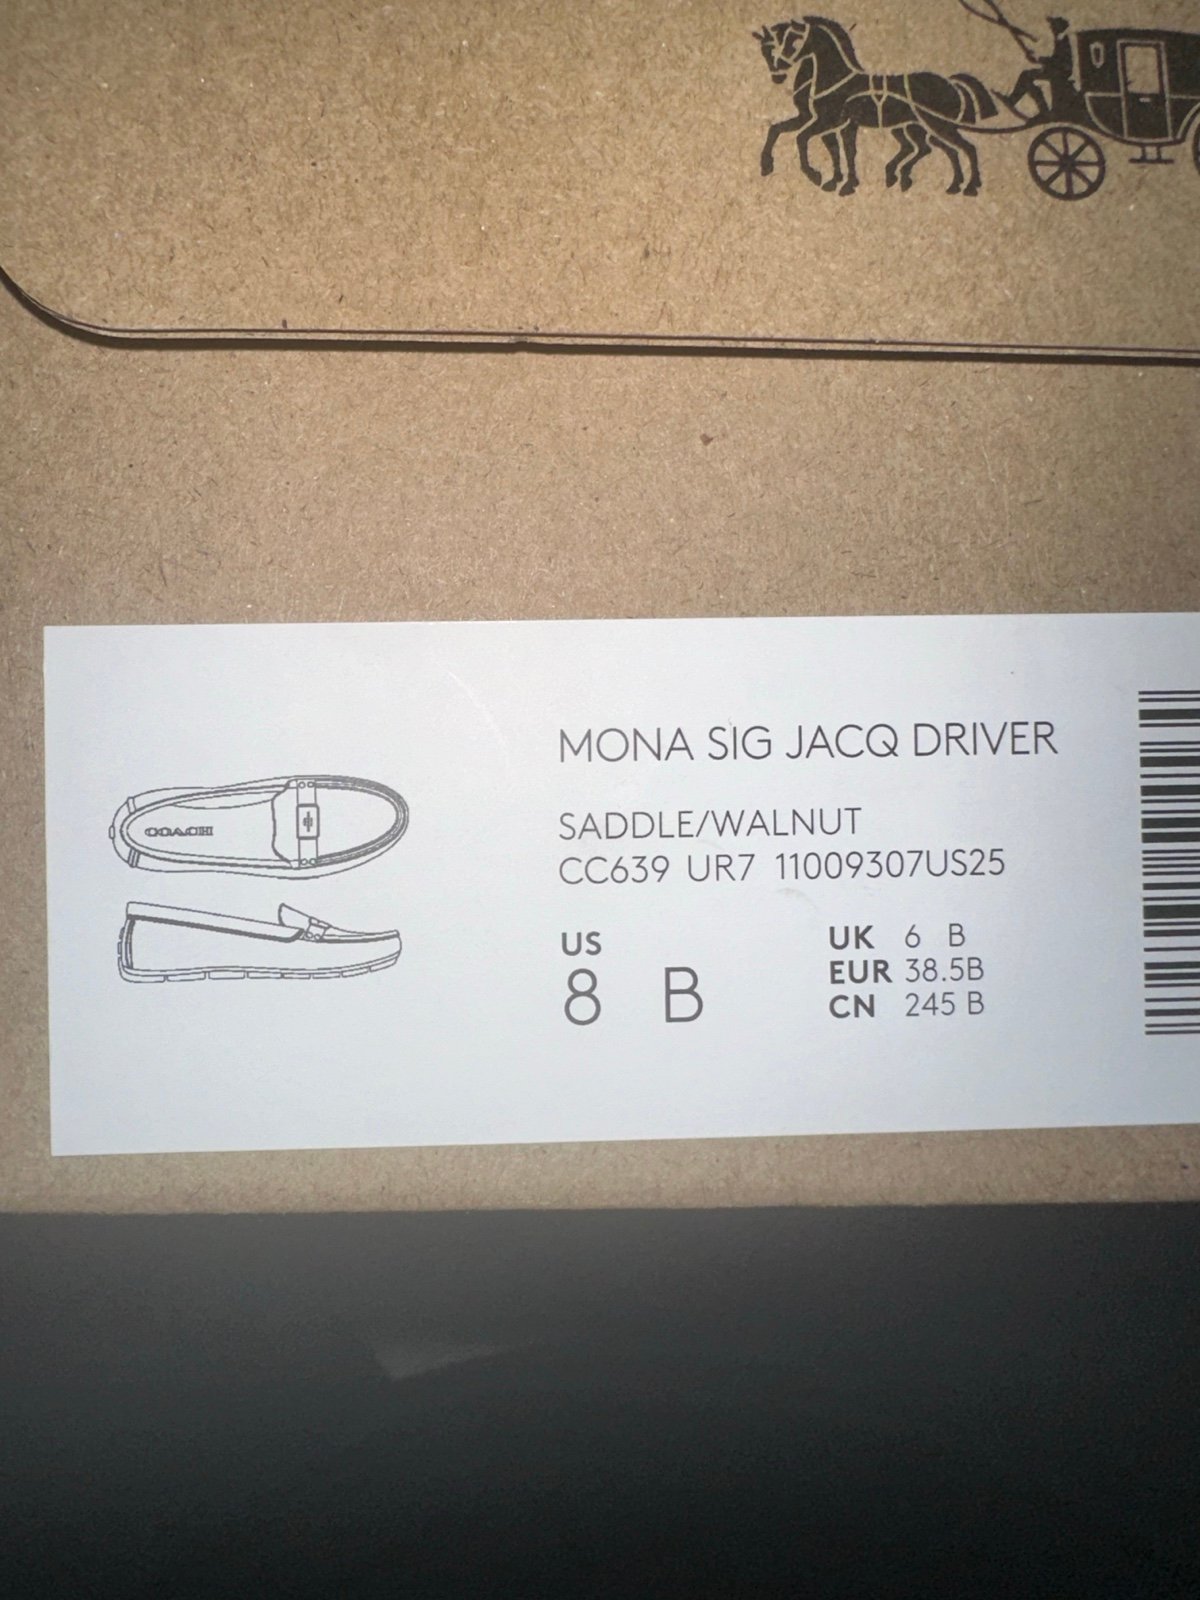 MONA SIG JACQ DRIVER
SADDLE/WALNUT
CC639 UR7 11009307US25
COACH
US
8 B
UK 6 B
EUR 38.5B
CN 245 B